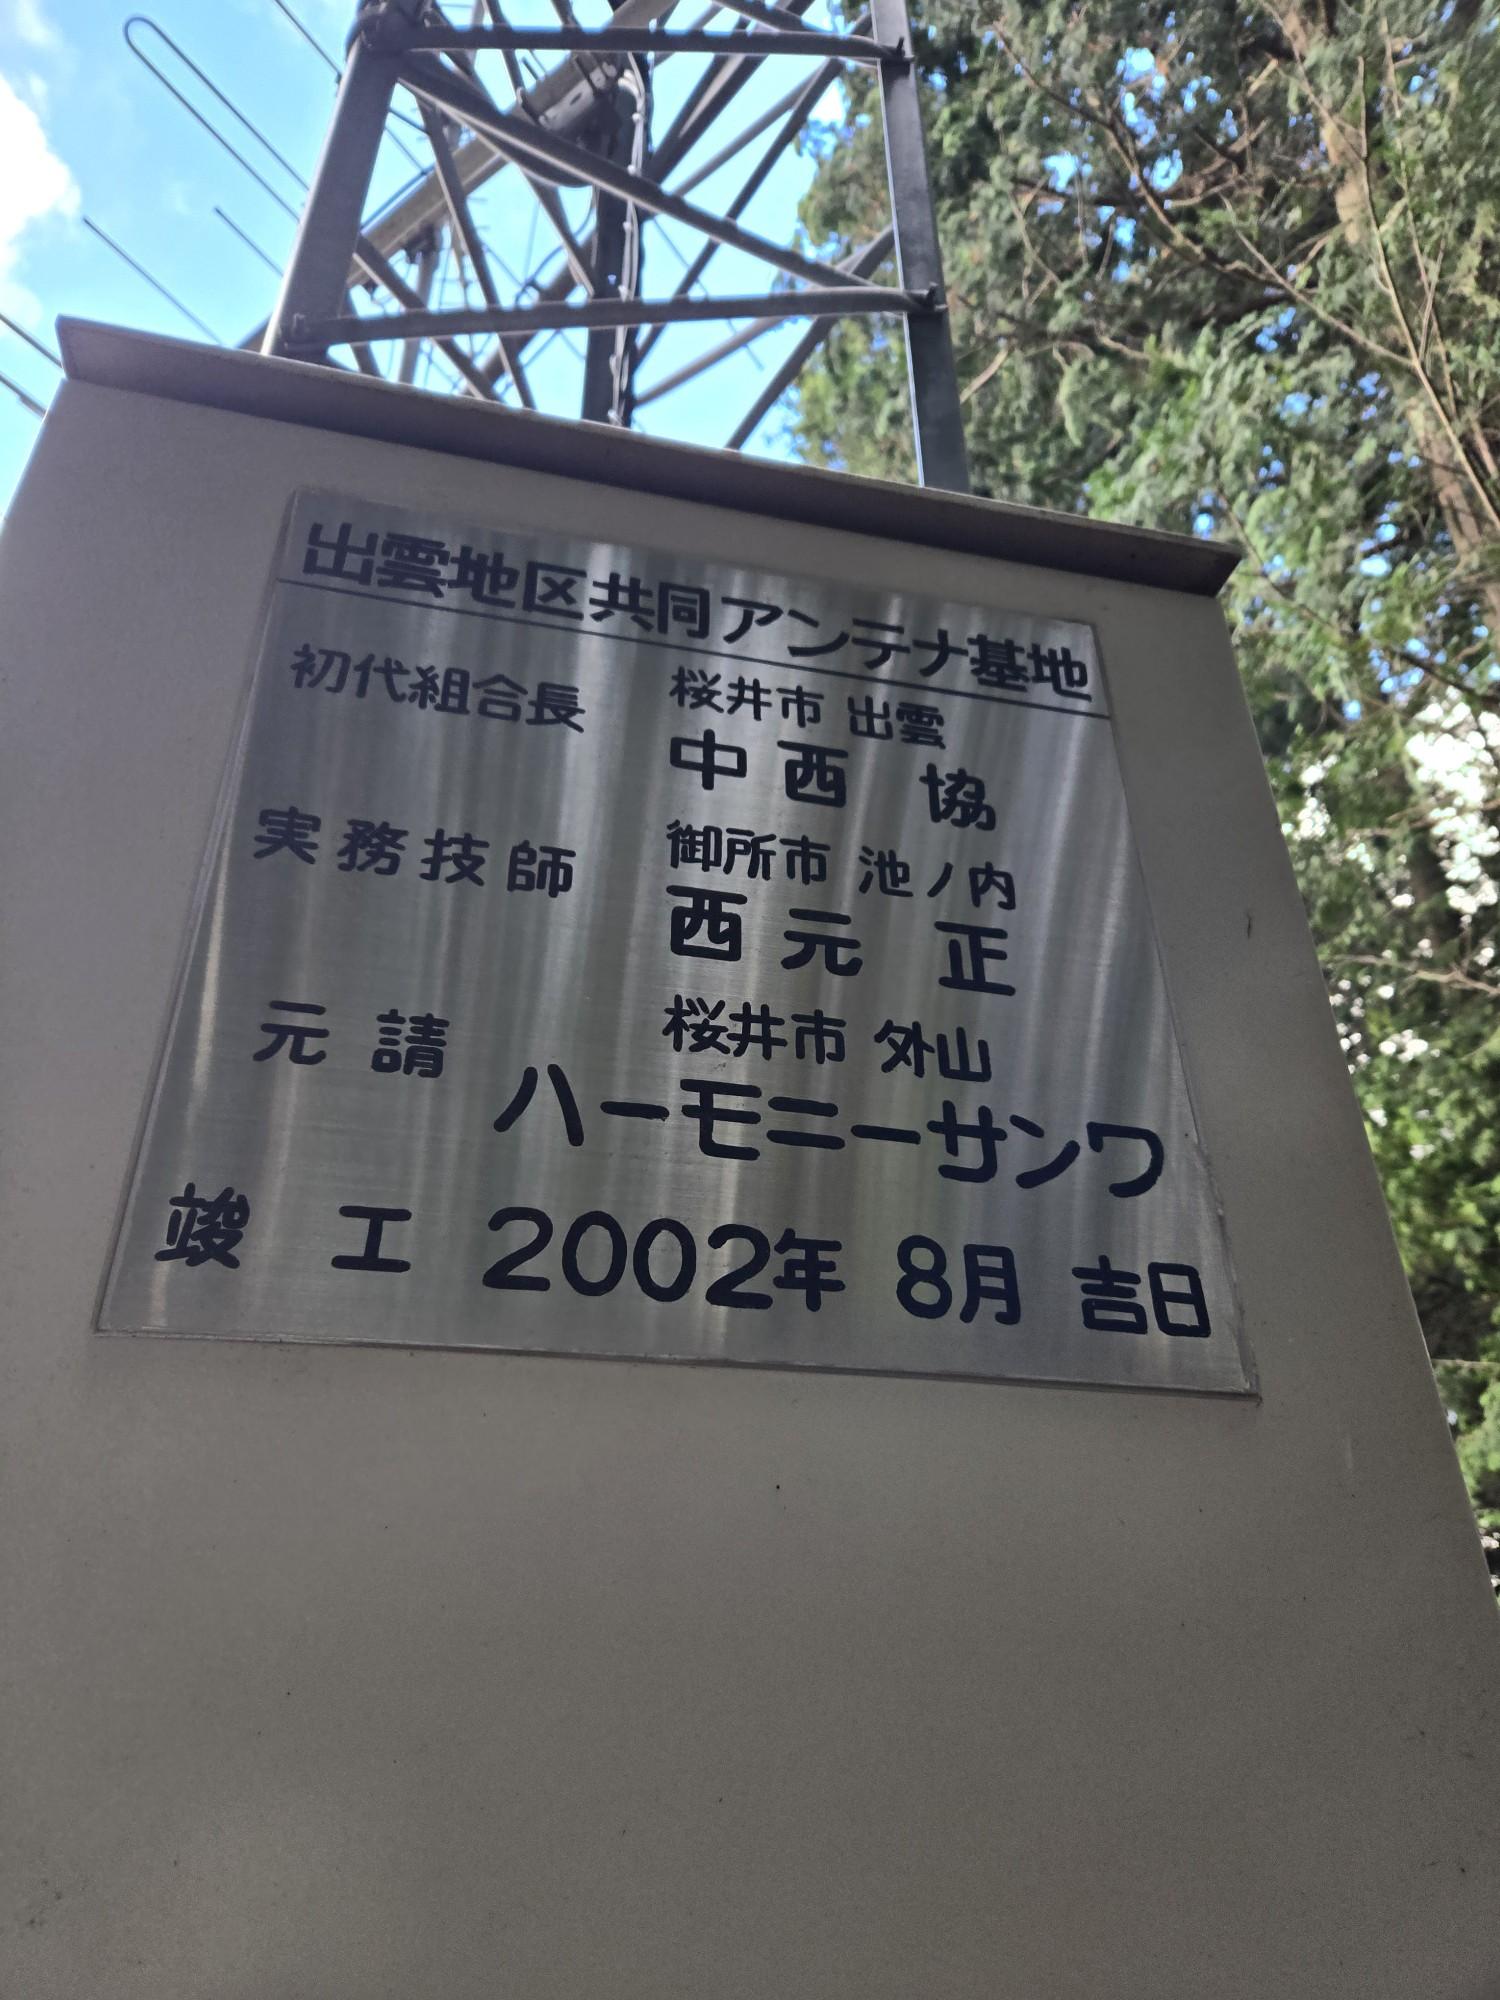 出雲地区共同アンテナ基地
初代組合長 桜井市 出雲
中西 協
実務技師 御所市 池ノ内
西元 正
元請 桜井市 外山
ハーモニーサンワ
竣工 2002年 8月 吉日